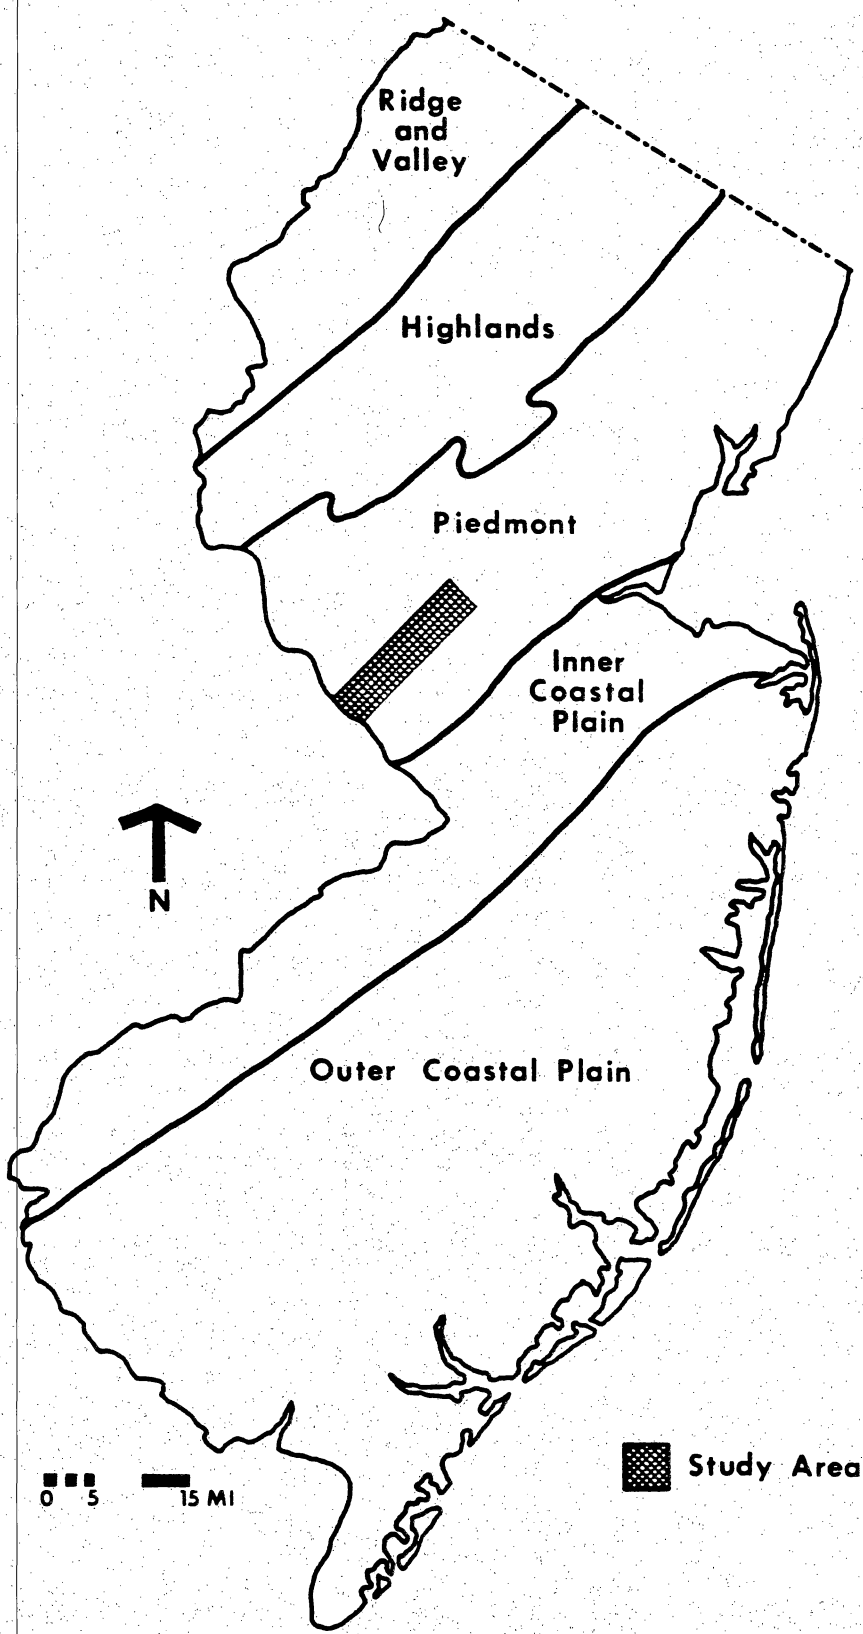 Ridge
and
Valley
Highlands
Piedmont
Inner
Coastal
Plain
N
Outer Coastal Plain
Study Area
0 5 15 MI